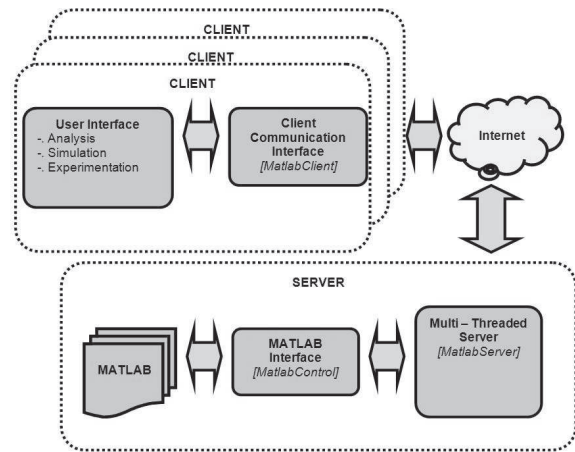 CLIENT
CLIENT
CLIENT
User Interface
-. Analysis
-. Simulation
-. Experimentation
Client
Communication
Interface
[MatlabClient]
Internet
SERVER
MATLAB
MATLAB
Interface
[MatlabControl]
Multi – Threaded
Server
[MatlabServer]